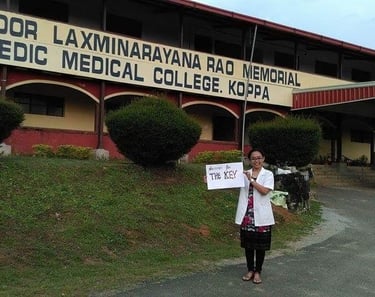 OOR LAXMINARAYANA RAO MEMORIAL
EDIC MEDICAL COLLEGE, KOPPA
THE KEY